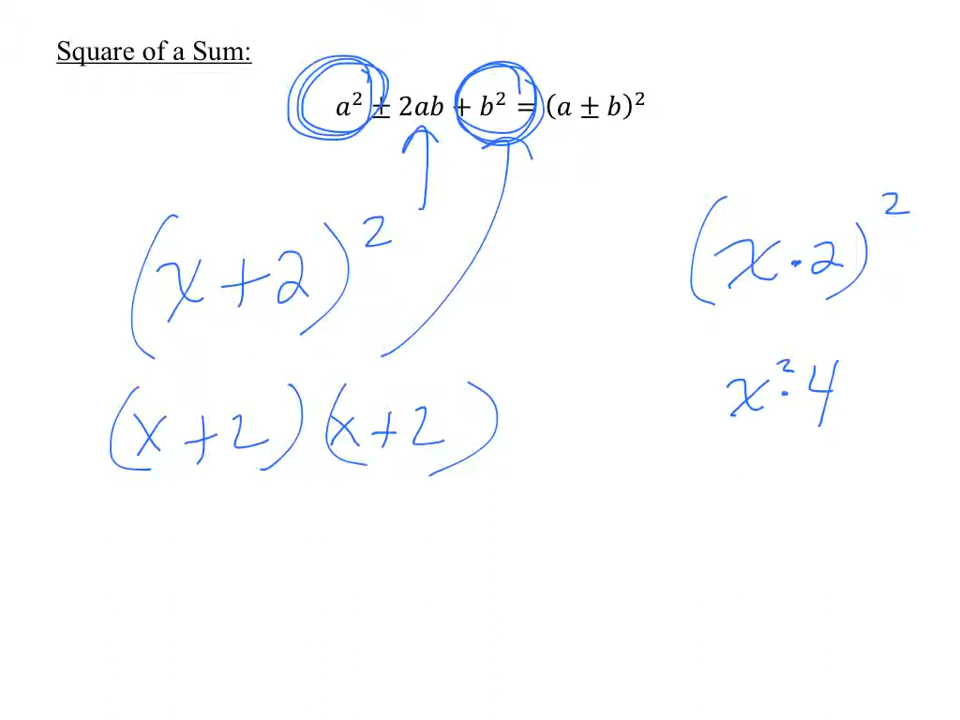 Square of a Sum:
a² ± 2ab + b² = (a ± b)²
(x + 2)²
(x · 2)²
x² · 4
(x + 2)(x + 2)